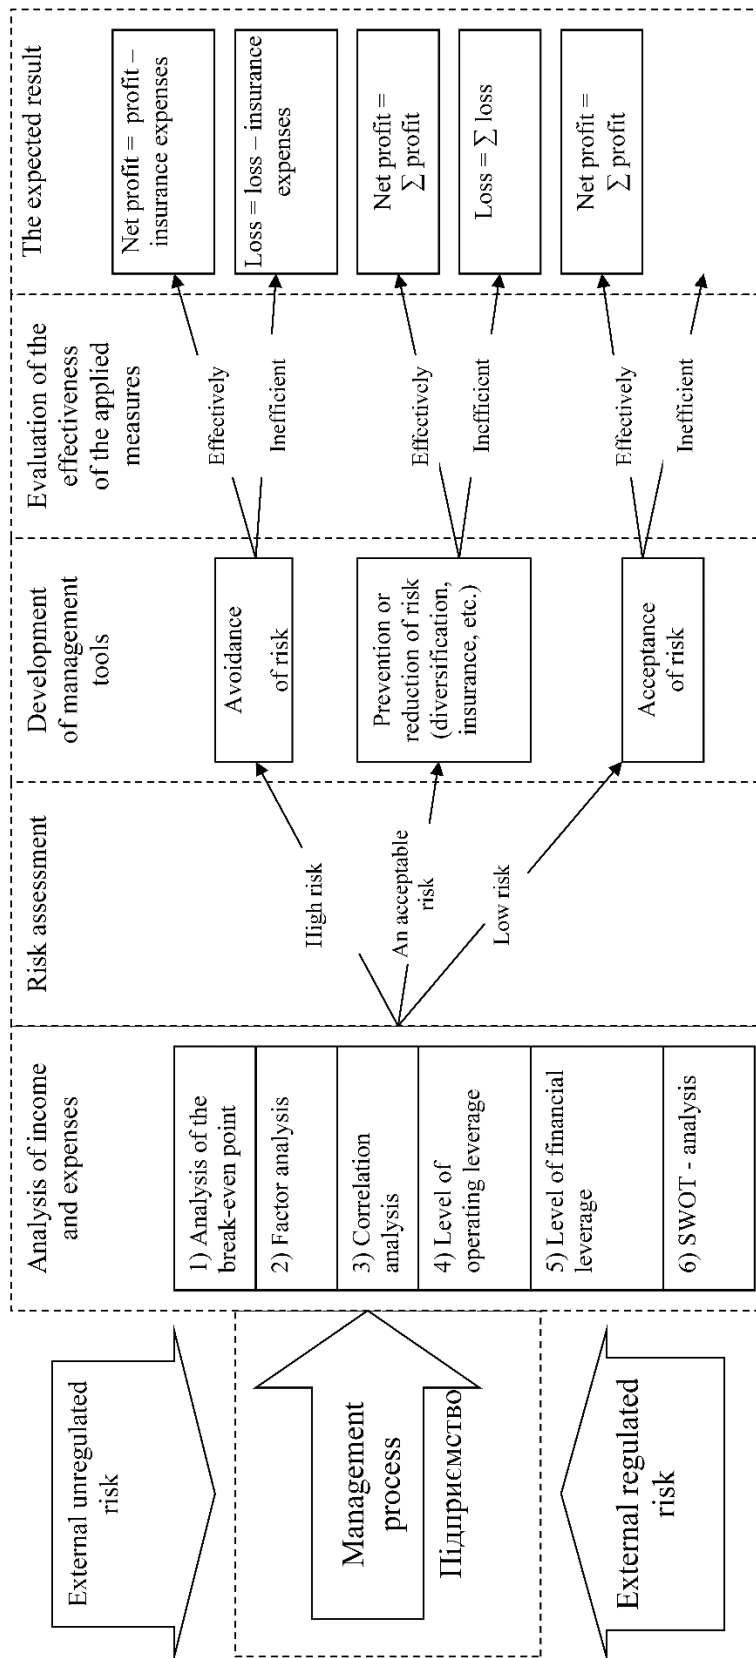 External unregulated
risk
Management
process
Підприємство
External regulated
risk
Analysis of income
and expenses
1) Analysis of the
break-even point
2) Factor analysis
3) Correlation
analysis
4) Level of
operating leverage
5) Level of financial
leverage
6) SWOT - analysis
Risk assessment
High risk
An acceptable
risk
Low risk
Development
of management
tools
Avoidance
of risk
Prevention or
reduction of risk
(diversification,
insurance, etc.)
Acceptance
of risk
Evaluation of the
effectiveness
of the applied
measures
Effectively
Inefficient
Effectively
Inefficient
Effectively
Inefficient
The expected result
Net profit = profit –
insurance expenses
Loss = loss – insurance
expenses
Net profit =
∑ profit
Loss = ∑ loss
Net profit =
∑ profit